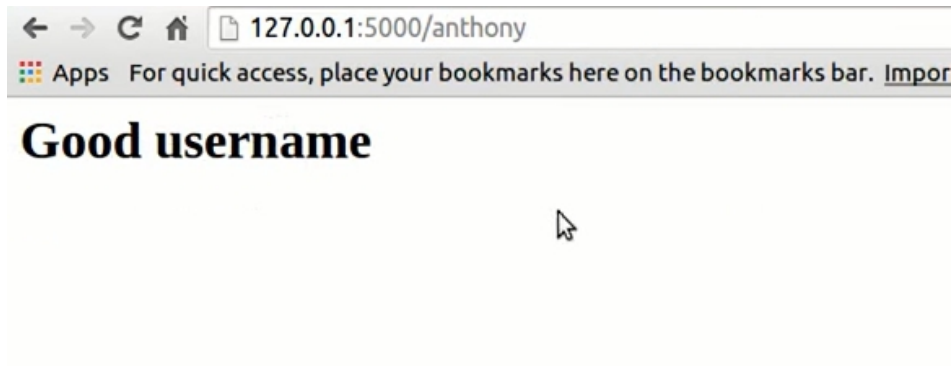 127.0.0.1:5000/anthony
Apps For quick access, place your bookmarks here on the bookmarks bar. Impor
Good username